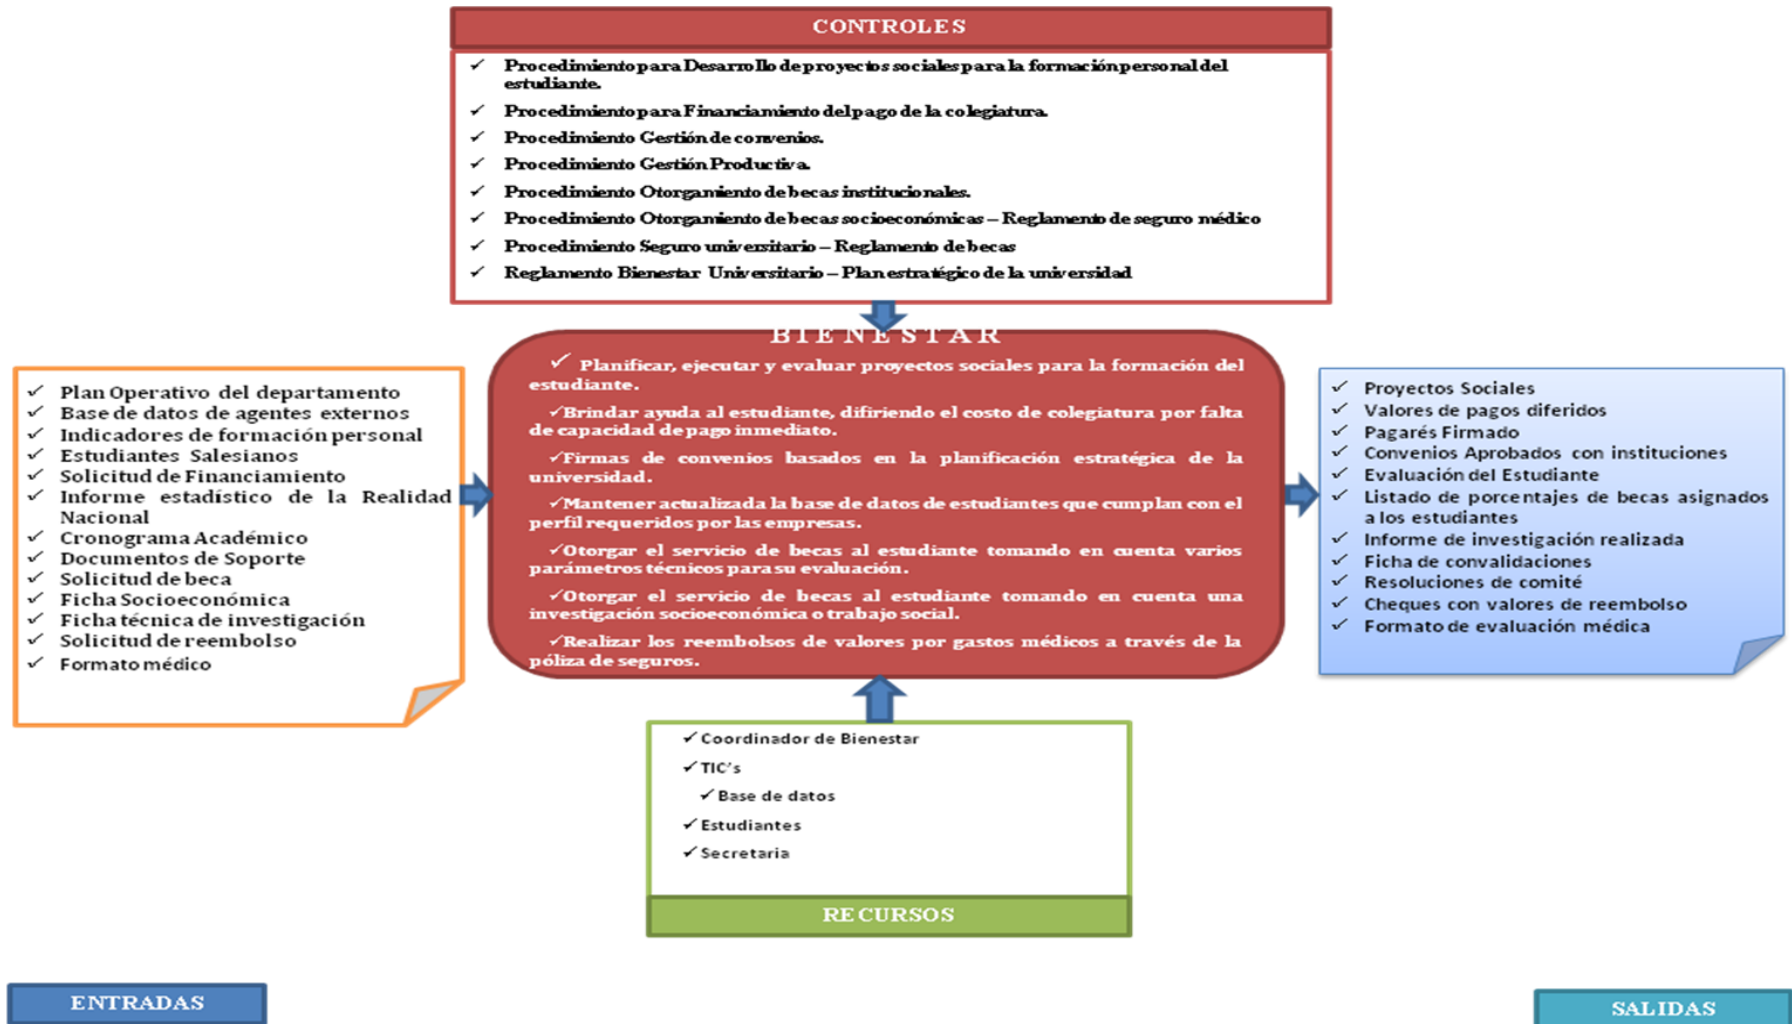 CONTROLES
✓ Procedimiento para Desarrollo de proyectos sociales para la formación personal del
estudiante.
✓ Procedimiento para Financiamiento del pago de la colegiatura.
✓ Procedimiento Gestión de convenios.
✓ Procedimiento Gestión Productiva.
✓ Procedimiento Otorgamiento de becas institucionales.
✓ Procedimiento Otorgamiento de becas socioeconómicas – Reglamento de seguro médico
✓ Procedimiento Seguro universitario – Reglamento de becas
✓ Reglamento Bienestar Universitario – Plan estratégico de la universidad
✓ Plan Operativo del departamento
✓ Base de datos de agentes externos
✓ Indicadores de formación personal
✓ Estudiantes Salesianos
✓ Solicitud de Financiamiento
✓ Informe estadístico de la Realidad
Nacional
✓ Cronograma Académico
✓ Documentos de Soporte
✓ Solicitud de beca
✓ Ficha Socioeconómica
✓ Ficha técnica de investigación
✓ Solicitud de reembolso
✓ Formato médico
BIENESTAR
✓ Planificar, ejecutar y evaluar proyectos sociales para la formación del
estudiante.
✓Brindar ayuda al estudiante, difiriendo el costo de colegiatura por falta
de capacidad de pago inmediato.
✓Firmas de convenios basados en la planificación estratégica de la
universidad.
✓Mantener actualizada la base de datos de estudiantes que cumplan con el
perfil requeridos por las empresas.
✓Otorgar el servicio de becas al estudiante tomando en cuenta varios
parámetros técnicos para su evaluación.
✓Otorgar el servicio de becas al estudiante tomando en cuenta una
investigación socioeconómica o trabajo social.
✓Realizar los reembolsos de valores por gastos médicos a través de la
póliza de seguros.
✓ Proyectos Sociales
✓ Valores de pagos diferidos
✓ Pagarés Firmado
✓ Convenios Aprobados con instituciones
✓ Evaluación del Estudiante
✓ Listado de porcentajes de becas asignados
a los estudiantes
✓ Informe de investigación realizada
✓ Ficha de convalidaciones
✓ Resoluciones de comité
✓ Cheques con valores de reembolso
✓ Formato de evaluación médica
✓ Coordinador de Bienestar
✓ TIC's
✓ Base de datos
✓ Estudiantes
✓ Secretaria
RECURSOS
ENTRADAS
SALIDAS